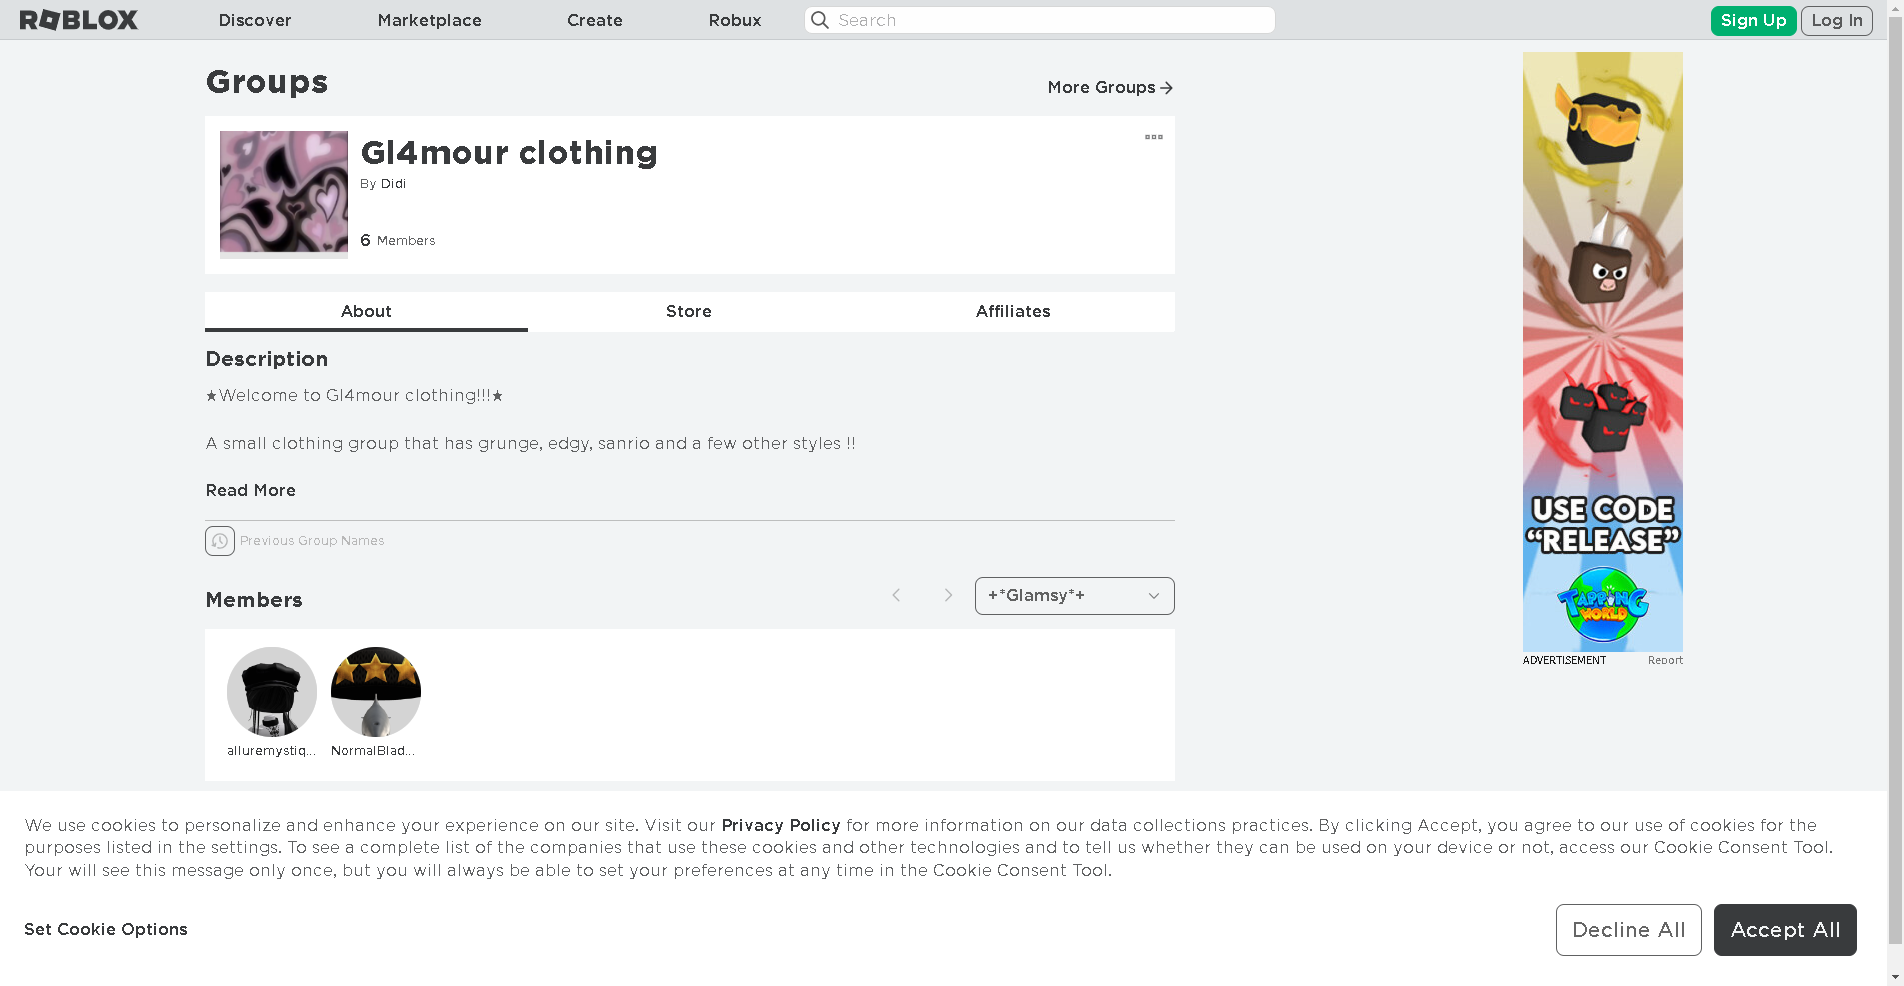 ROBLOX
Discover
Marketplace
Create
Robux
Search
Sign Up
Log In
Groups
More Groups
Gl4mour clothing
By Didi
6 Members
About
Store
Affiliates
Description
★Welcome to Gl4mour clothing!!!★
A small clothing group that has grunge, edgy, sanrio and a few other styles !!
Read More
Previous Group Names
Members
+*Glamsy*+
alluremystiq...
NormalBlad...
USE CODE
“RELEASE”
TAPPING
WORLD
ADVERTISEMENT
Report
We use cookies to personalize and enhance your experience on our site. Visit our Privacy Policy for more information on our data collections practices. By clicking Accept, you agree to our use of cookies for the
purposes listed in the settings. To see a complete list of the companies that use these cookies and other technologies and to tell us whether they can be used on your device or not, access our Cookie Consent Tool.
Your will see this message only once, but you will always be able to set your preferences at any time in the Cookie Consent Tool.
Set Cookie Options
Decline All
Accept All